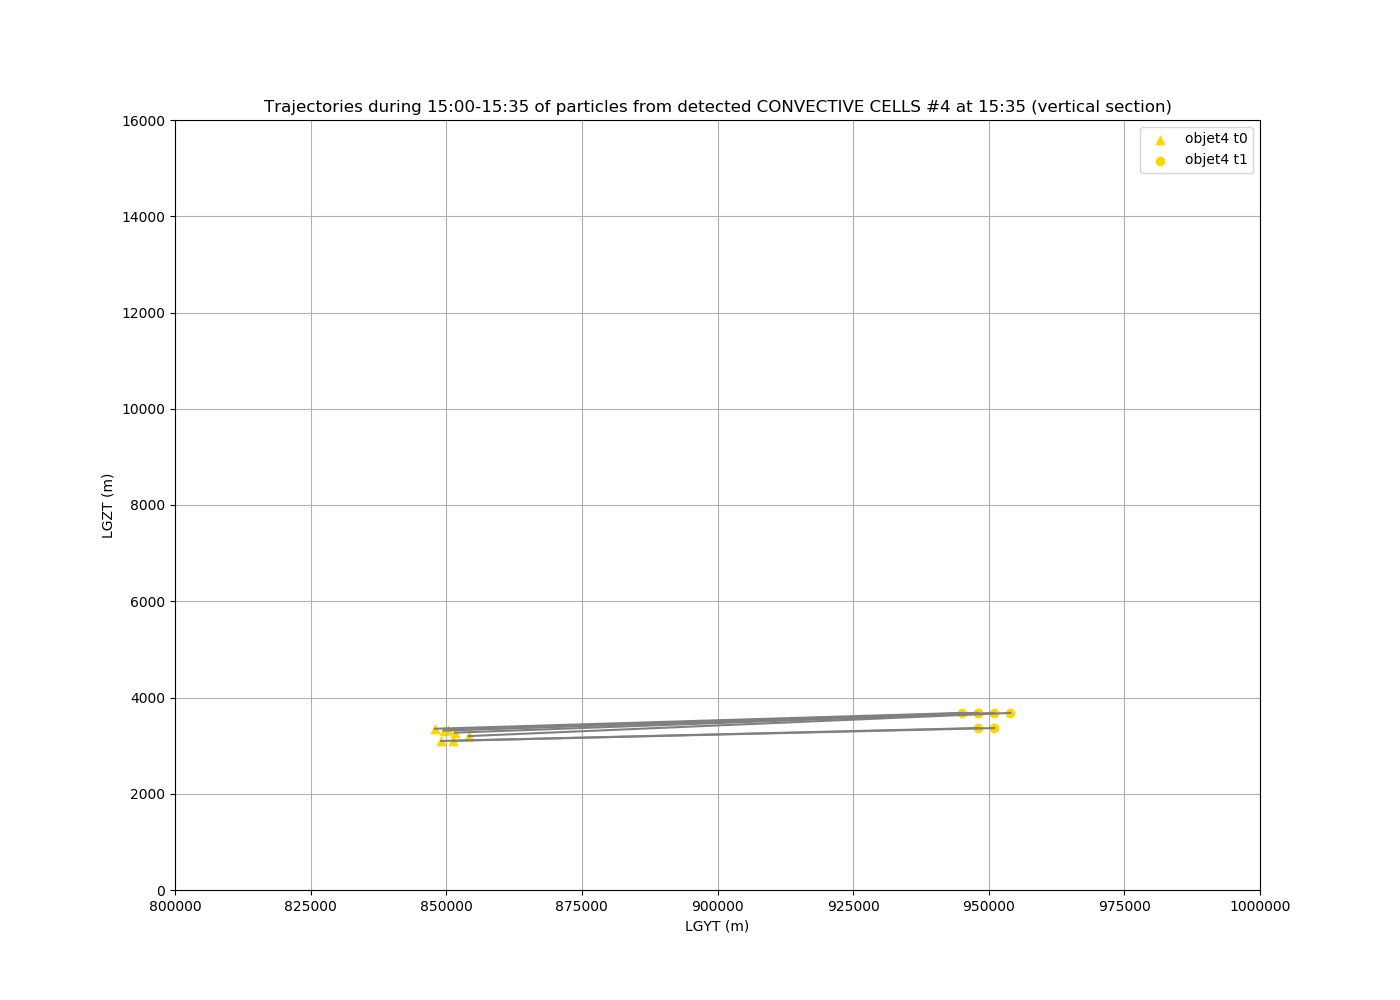 Trajectories during 15:00-15:35 of particles from detected CONVECTIVE CELLS #4 at 15:35 (vertical section)
objet4 t0
objet4 t1
16000
14000
12000
10000
8000
6000
4000
2000
0
LGZT (m)
800000 825000 850000 875000 900000 925000 950000 975000 1000000
LGYT (m)